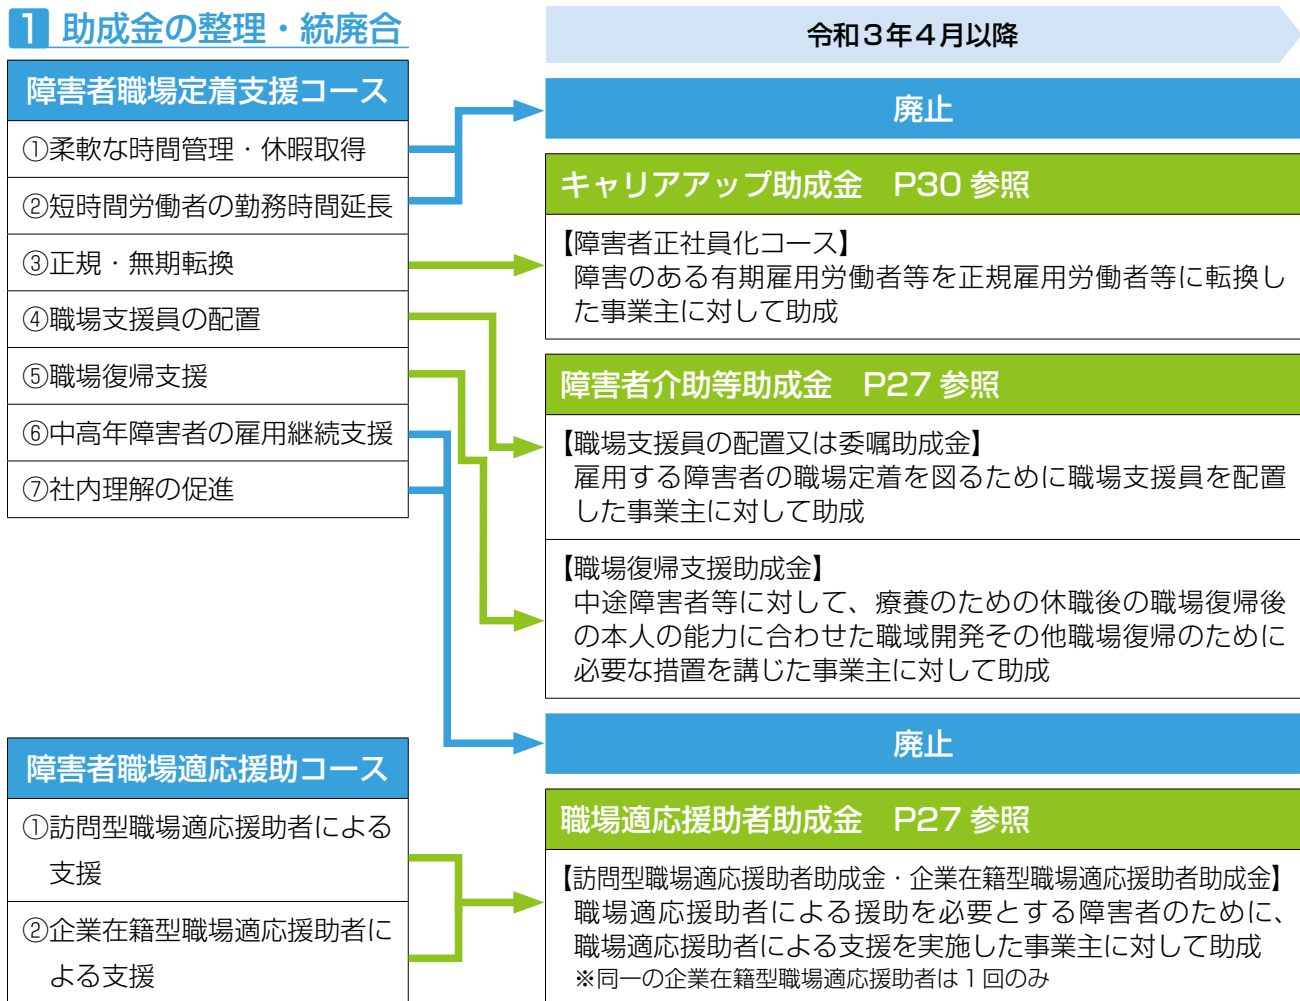 1 助成金の整理・統廃合
令和3年4月以降
障害者職場定着支援コース
①柔軟な時間管理・休暇取得
②短時間労働者の勤務時間延長
③正規・無期転換
④職場支援員の配置
⑤職場復帰支援
⑥中高年障害者の雇用継続支援
⑦社内理解の促進
廃止
キャリアアップ助成金 P30 参照
【障害者正社員化コース】
障害のある有期雇用労働者等を正規雇用労働者等に転換し
た事業主に対して助成
障害者介助等助成金 P27 参照
【職場支援員の配置又は委嘱助成金】
雇用する障害者の職場定着を図るために職場支援員を配置
した事業主に対して助成
【職場復帰支援助成金】
中途障害者等に対して、療養のための休職後の職場復帰後
の本人の能力に合わせた職域開発その他職場復帰のために
必要な措置を講じた事業主に対して助成
廃止
障害者職場適応援助コース
①訪問型職場適応援助者による
支援
②企業在籍型職場適応援助者に
よる支援
職場適応援助者助成金 P27 参照
【訪問型職場適応援助者助成金・企業在籍型職場適応援助者助成金】
職場適応援助者による援助を必要とする障害者のために、
職場適応援助者による支援を実施した事業主に対して助成
※同一の企業在籍型職場適応援助者は1回のみ